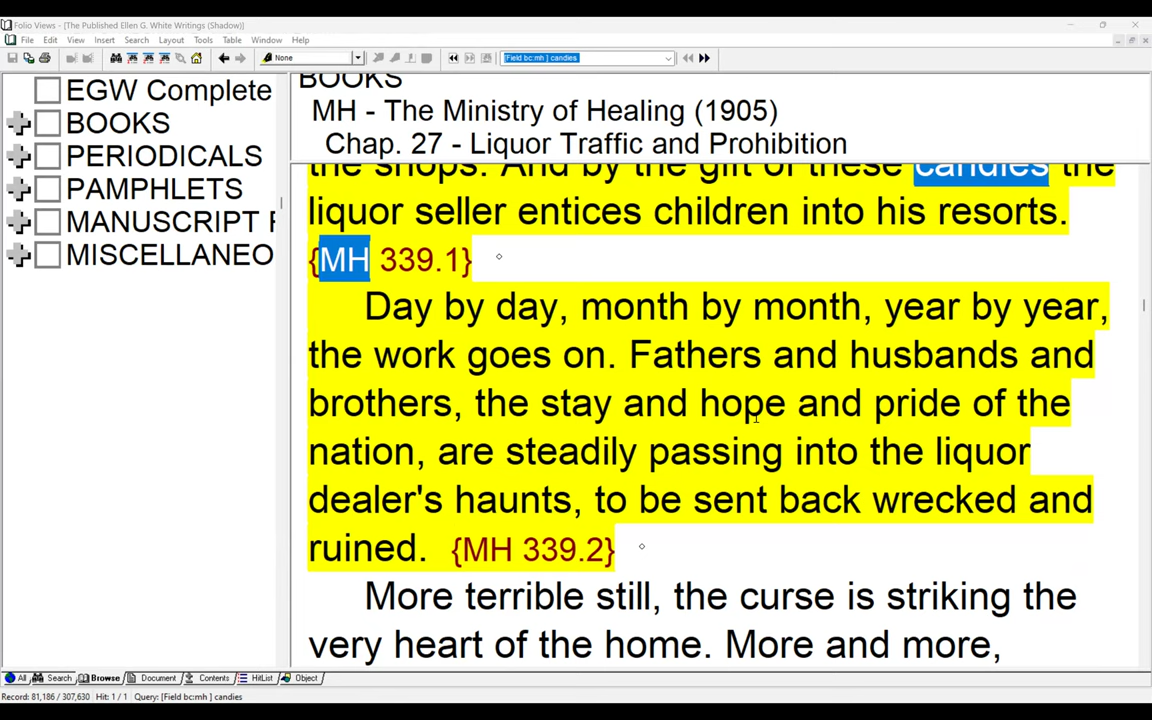 Folio Views - [The Published Ellen G. White Writings (Shadow)]
File Edit View Insert Search Layout Tools Table Window Help
None [Field bc:mh ] candies
EGW Complete
BOOKS
PERIODICALS
PAMPHLETS
MANUSCRIPT
MISCELLANEO
BOOKS
MH - The Ministry of Healing (1905)
Chap. 27 - Liquor Traffic and Prohibition
the shops. And by the gift of these candies the
liquor seller entices children into his resorts.
{MH 339.1}
Day by day, month by month, year by year,
the work goes on. Fathers and husbands and
brothers, the stay and hope and pride of the
nation, are steadily passing into the liquor
dealer's haunts, to be sent back wrecked and
ruined. {MH 339.2}
More terrible still, the curse is striking the
very heart of the home. More and more,
All Search Browse Document Contents HitList Object
Record: 81,186 / 307,630 Hit: 1 / 1 Query: [Field bc:mh ] candies